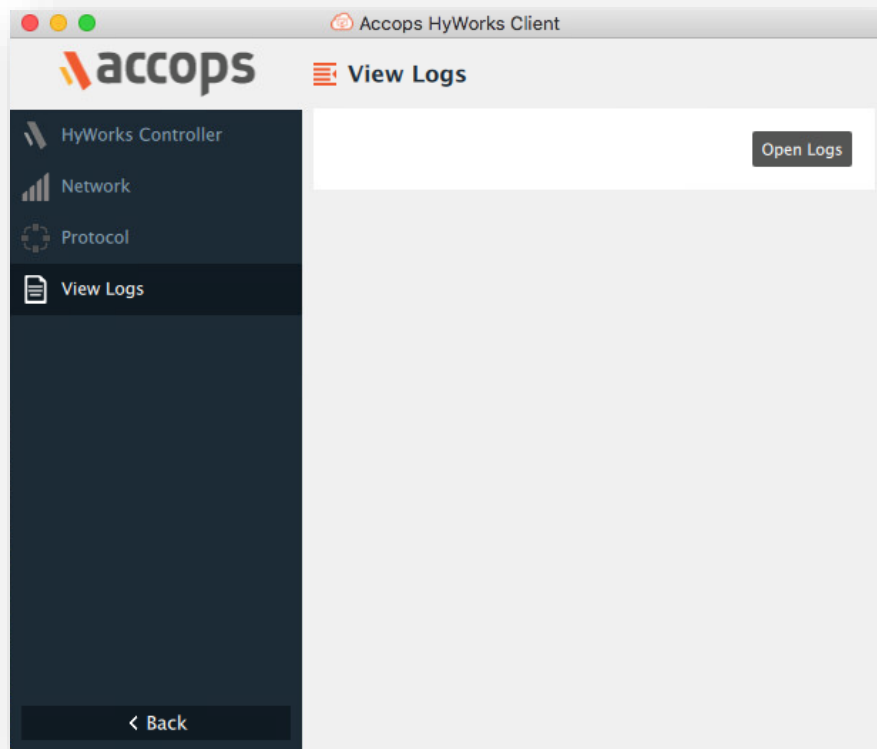 Accops HyWorks Client
accops
View Logs
HyWorks Controller
Network
Protocol
View Logs
Open Logs
< Back